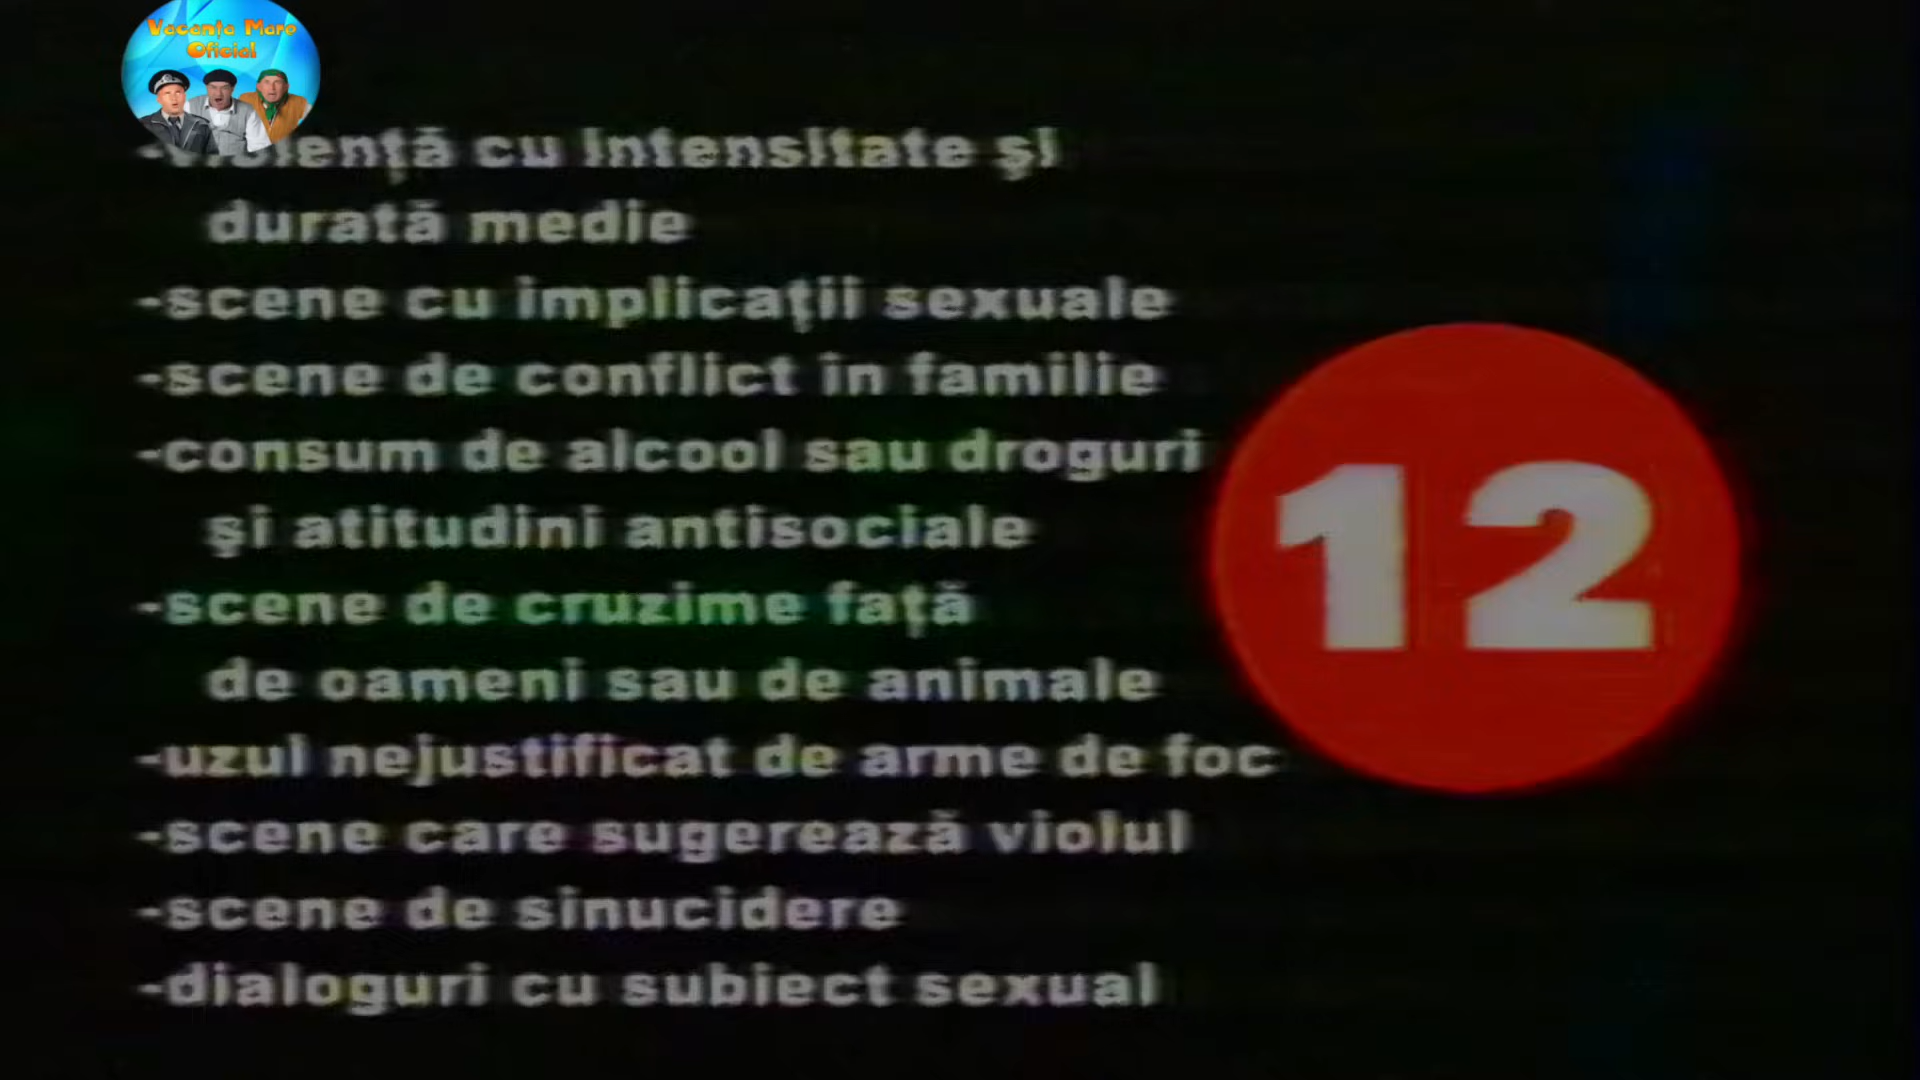 Vacanța Mare
Oficial
-violență cu intensitate și
durată medie
-scene cu implicații sexuale
-scene de conflict in familie
-consum de alcool sau droguri
și atitudini antisociale
-scene de cruzime față
de oameni sau de animale
-uzul nejustificat de arme de foc
-scene care sugerează violul
-scene de sinucidere
-dialoguri cu subiect sexual
12